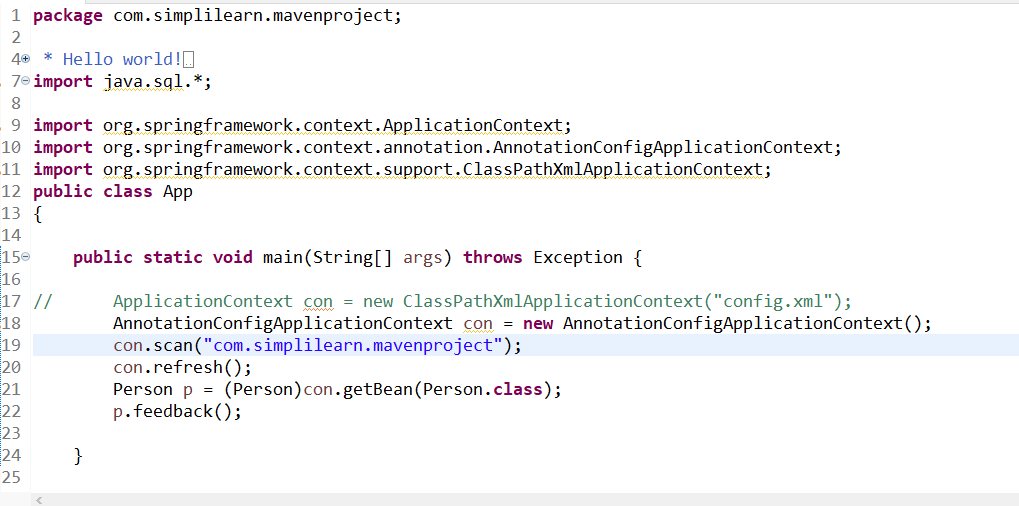 1 package com.simplilearn.mavenproject;
2
4 * Hello world!
7 import java.sql.*;
8
9 import org.springframework.context.ApplicationContext;
10 import org.springframework.context.annotation.AnnotationConfigApplicationContext;
11 import org.springframework.context.support.ClassPathXmlApplicationContext;
12 public class App
13 {
14
15     public static void main(String[] args) throws Exception {
16
17 //      ApplicationContext con = new ClassPathXmlApplicationContext("config.xml");
18         AnnotationConfigApplicationContext con = new AnnotationConfigApplicationContext();
19         con.scan("com.simplilearn.mavenproject");
20         con.refresh();
21         Person p = (Person)con.getBean(Person.class);
22         p.feedback();
23
24     }
25